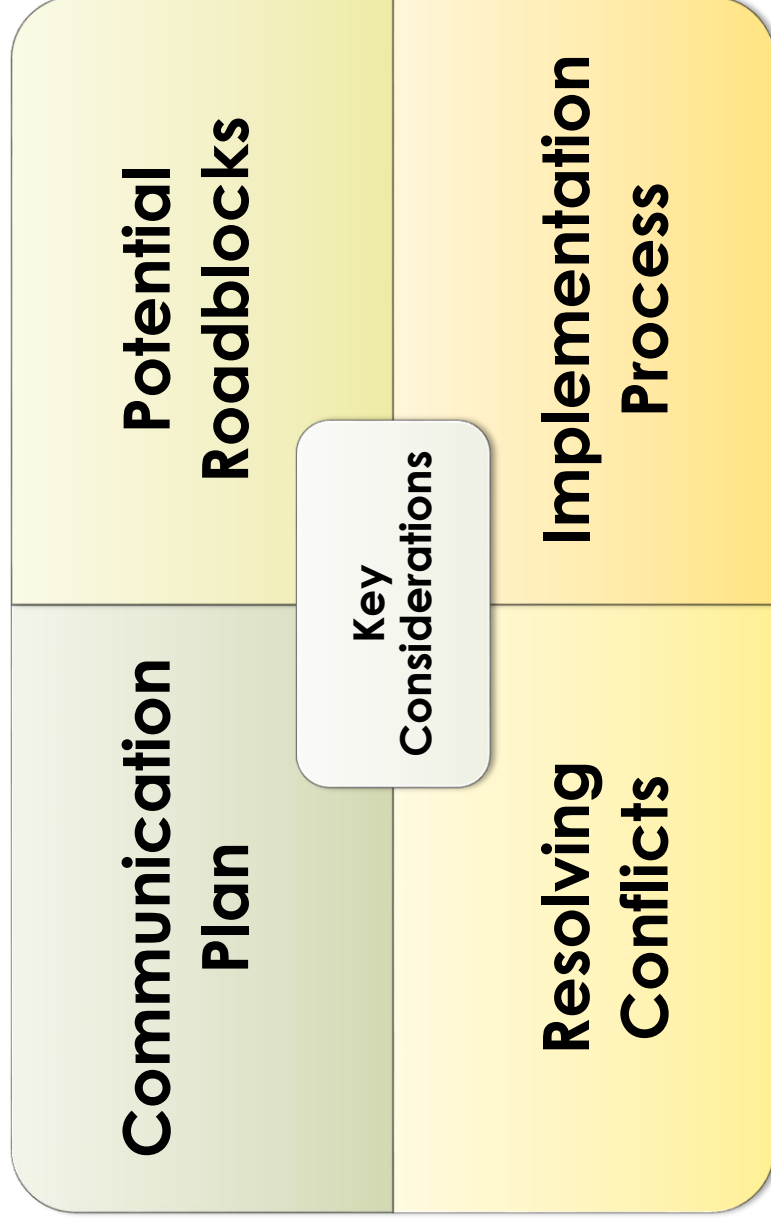 Communication
Plan
Potential
Roadblocks
Key
Considerations
Resolving
Conflicts
Implementation
Process